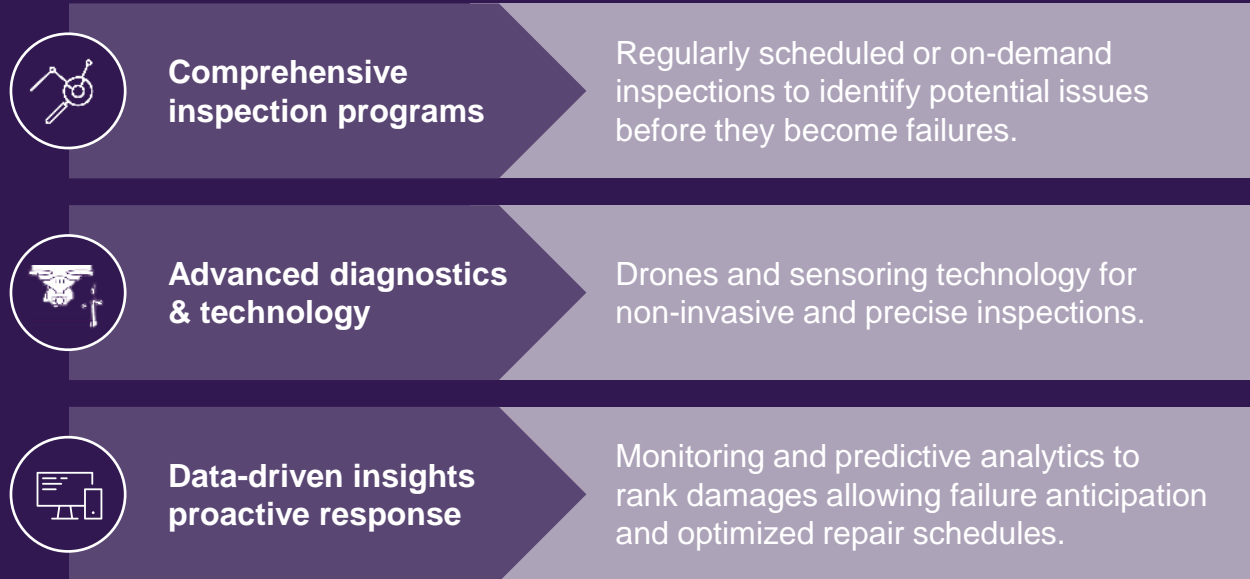 Comprehensive
inspection programs
Regularly scheduled or on-demand
inspections to identify potential issues
before they become failures.
Advanced diagnostics
& technology
Drones and sensoring technology for
non-invasive and precise inspections.
Data-driven insights
proactive response
Monitoring and predictive analytics to
rank damages allowing failure anticipation
and optimized repair schedules.